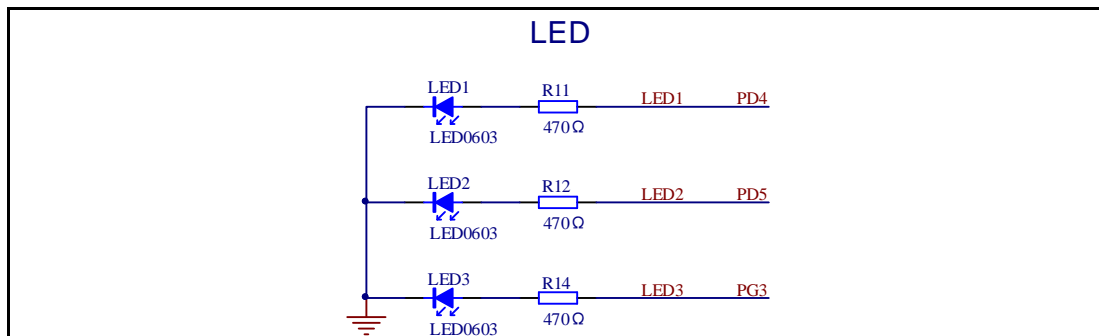 LED
LED1
R11
LED1
PD4
470Ω
LED0603
LED2
R12
LED2
PD5
470Ω
LED0603
LED3
R14
LED3
PG3
470Ω
LED0603